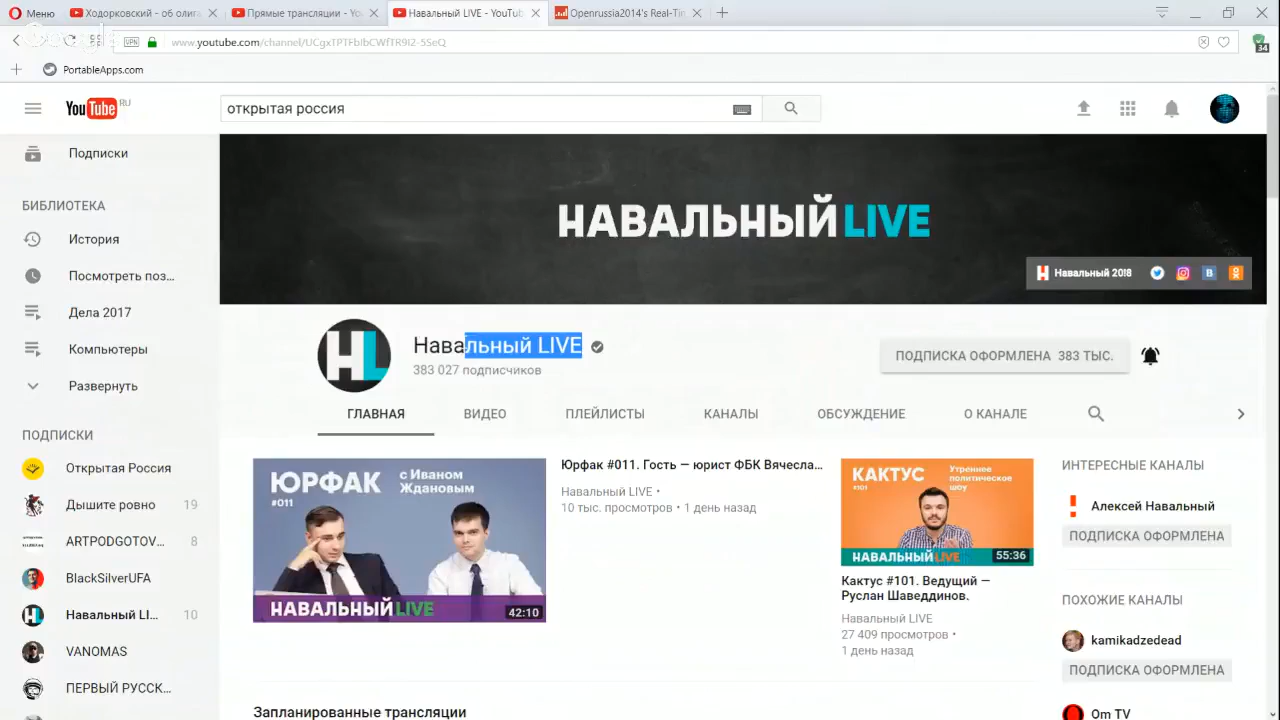 Меню
Ходорковский - об олига
Прямые трансляции - Yo
Навальный LIVE - YouTub
Openrussia2014's Real-Tin
VPN
www.youtube.com/channel/UCgxTPTFbIbCWfTR9I2-5SeQ
34
PortableApps.com
YouTube RU
открытая россия
Подписки
БИБЛИОТЕКА
История
Посмотреть поз...
Дела 2017
Компьютеры
Развернуть
ПОДПИСКИ
Открытая Россия
Дышите ровно 19
ARTPODGOTOV... 8
BlackSilverUFA
Навальный LI... 10
VANOMAS
ПЕРВЫЙ РУССК...
НАВАЛЬНЫЙ LIVE
Навальный 2018
Навальный LIVE
383 027 подписчиков
ПОДПИСКА ОФОРМЛЕНА 383 ТЫС.
ГЛАВНАЯ
ВИДЕО
ПЛЕЙЛИСТЫ
КАНАЛЫ
ОБСУЖДЕНИЕ
О КАНАЛЕ
ЮРФАК
#011
с Иваном
Ждановым
НАВАЛЬНЫЙ LIVE
42:10
Юрфак #011. Гость — юрист ФБК Вячесла...
Навальный LIVE •
10 тыс. просмотров • 1 день назад
КАКТУС
#101
Утреннее
политическое
шоу
НАВАЛЬНЫЙ LIVE
55:36
Кактус #101. Ведущий —
Руслан Шаведдинов.
Навальный LIVE
27 409 просмотров •
1 день назад
ИНТЕРЕСНЫЕ КАНАЛЫ
Алексей Навальный
ПОДПИСКА ОФОРМЛЕНА
ПОХОЖИЕ КАНАЛЫ
kamikadzedead
ПОДПИСКА ОФОРМЛЕНА
Om TV
Запланированные трансляции